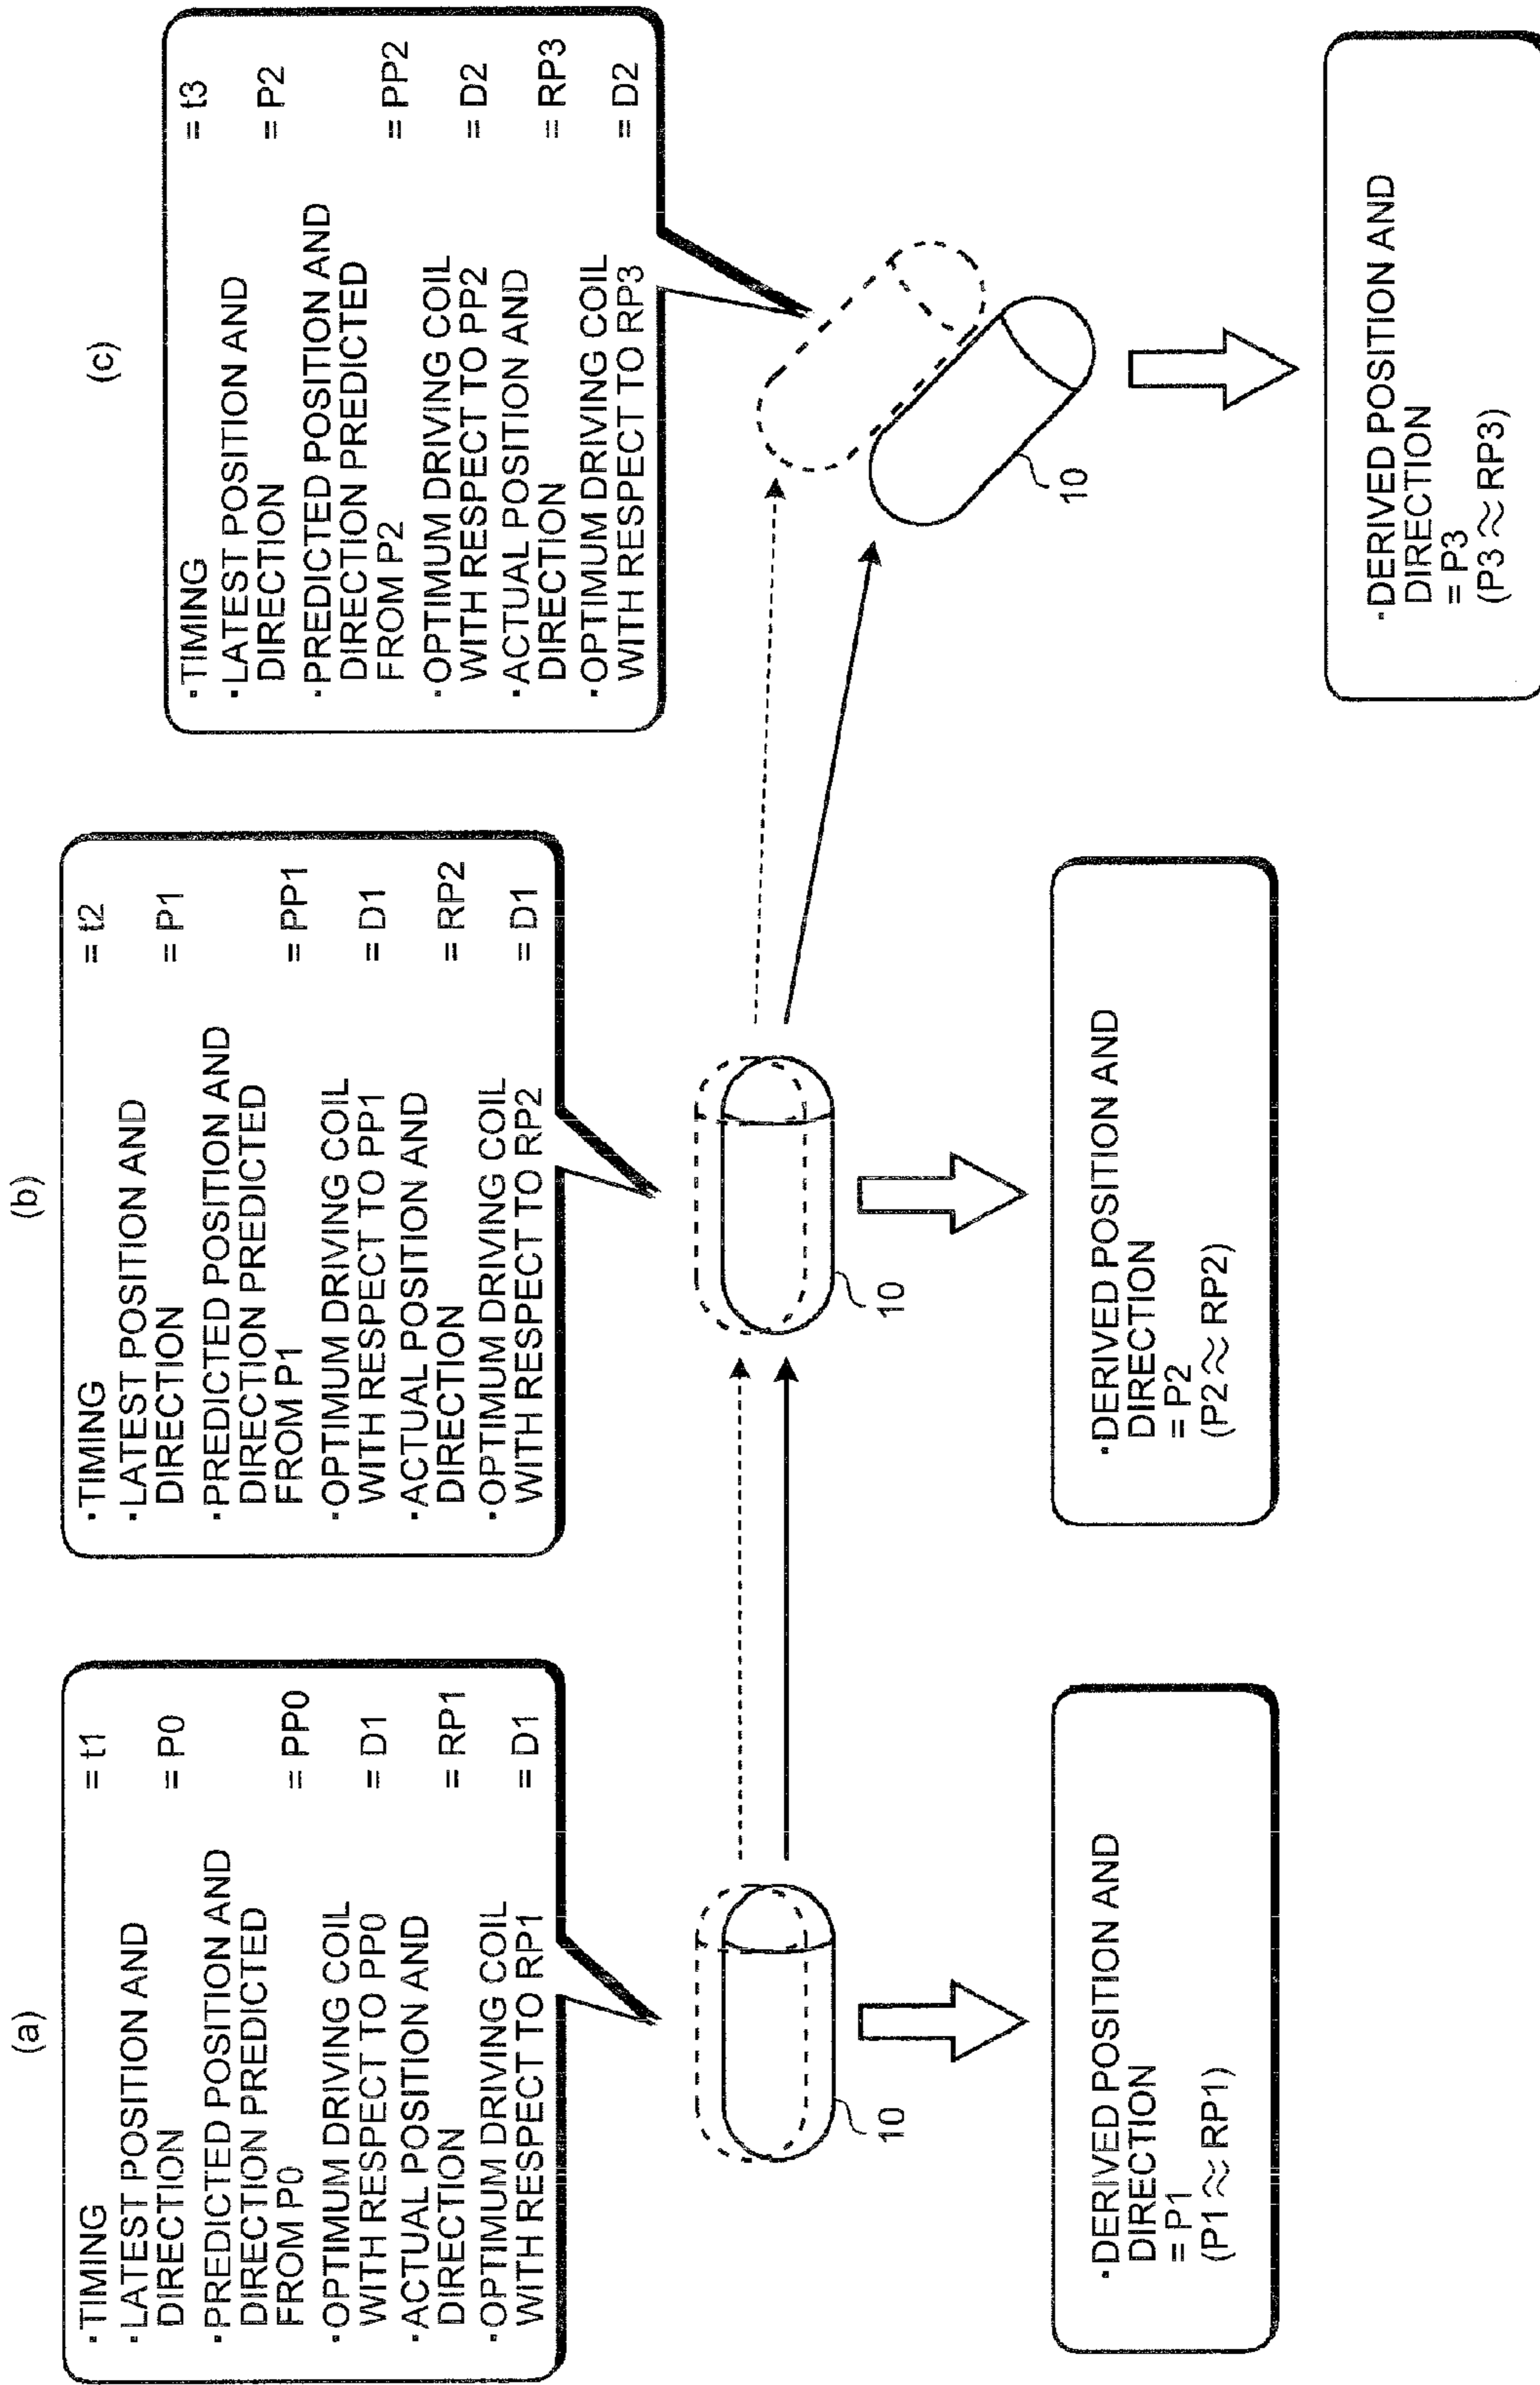 (a)
·TIMING = t1
·LATEST POSITION AND
DIRECTION = P0
·PREDICTED POSITION AND
DIRECTION PREDICTED
FROM P0 = PP0
·OPTIMUM DRIVING COIL
WITH RESPECT TO PP0 = D1
·ACTUAL POSITION AND
DIRECTION = RP1
·OPTIMUM DRIVING COIL
WITH RESPECT TO RP1 = D1
10
·DERIVED POSITION AND
DIRECTION
= P1
(P1 ≈ RP1)
(b)
·TIMING = t2
·LATEST POSITION AND
DIRECTION = P1
·PREDICTED POSITION AND
DIRECTION PREDICTED
FROM P1 = PP1
·OPTIMUM DRIVING COIL
WITH RESPECT TO PP1 = D1
·ACTUAL POSITION AND
DIRECTION = RP2
·OPTIMUM DRIVING COIL
WITH RESPECT TO RP2 = D1
10
·DERIVED POSITION AND
DIRECTION
= P2
(P2 ≈ RP2)
(c)
·TIMING = t3
·LATEST POSITION AND
DIRECTION = P2
·PREDICTED POSITION AND
DIRECTION PREDICTED
FROM P2 = PP2
·OPTIMUM DRIVING COIL
WITH RESPECT TO PP2 = D2
·ACTUAL POSITION AND
DIRECTION = RP3
·OPTIMUM DRIVING COIL
WITH RESPECT TO RP3 = D2
10
·DERIVED POSITION AND
DIRECTION
= P3
(P3 ≈ RP3)